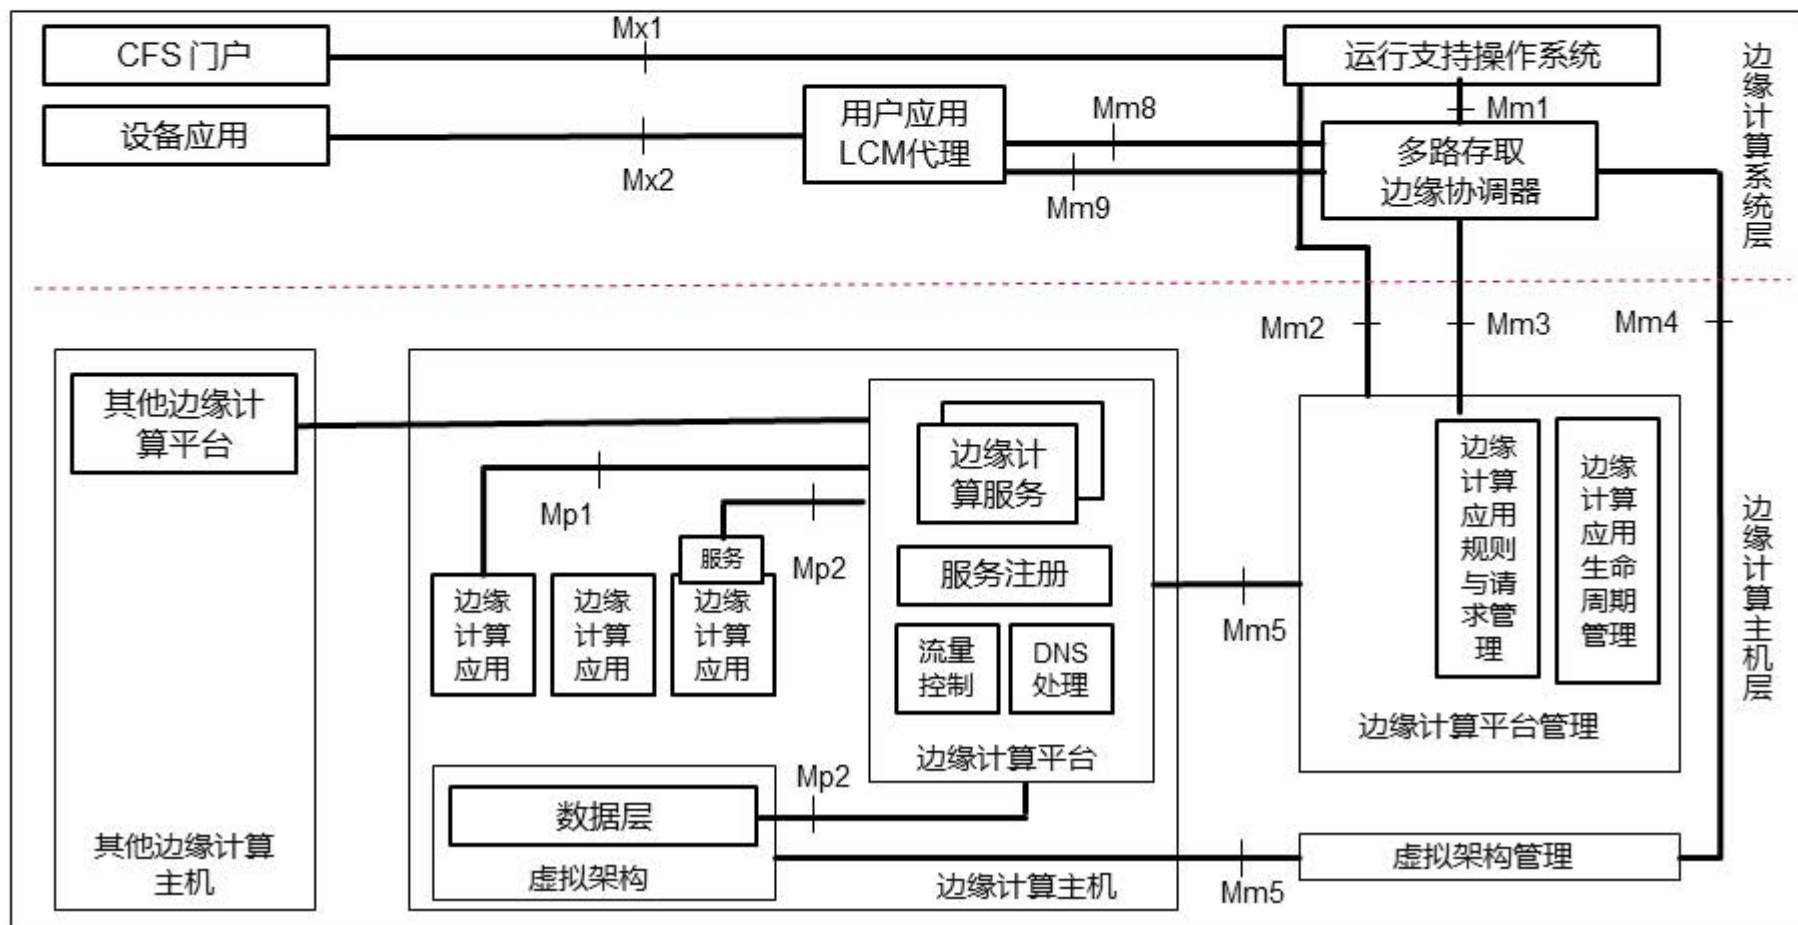 Mx1
CFS 门户
运行支持操作系统
边缘计算系统层
设备应用
Mx2
用户应用
LCM代理
Mm8
Mm9
Mm1
多路存取
边缘协调器
Mm2
Mm3
Mm4
其他边缘计
算平台
其他边缘计算
主机
Mp1
Mp2
服务
边缘
计算
应用
边缘
计算
应用
边缘
计算
应用
边缘计
算服务
服务注册
流量
控制
DNS
处理
边缘计算平台
Mm5
边缘
计算
应用
规则
与请
求管
理
边缘
计算
应用
生命
周期
管理
边缘计算平台管理
边缘计算主机层
Mp2
数据层
虚拟架构
边缘计算主机
Mm5
虚拟架构管理